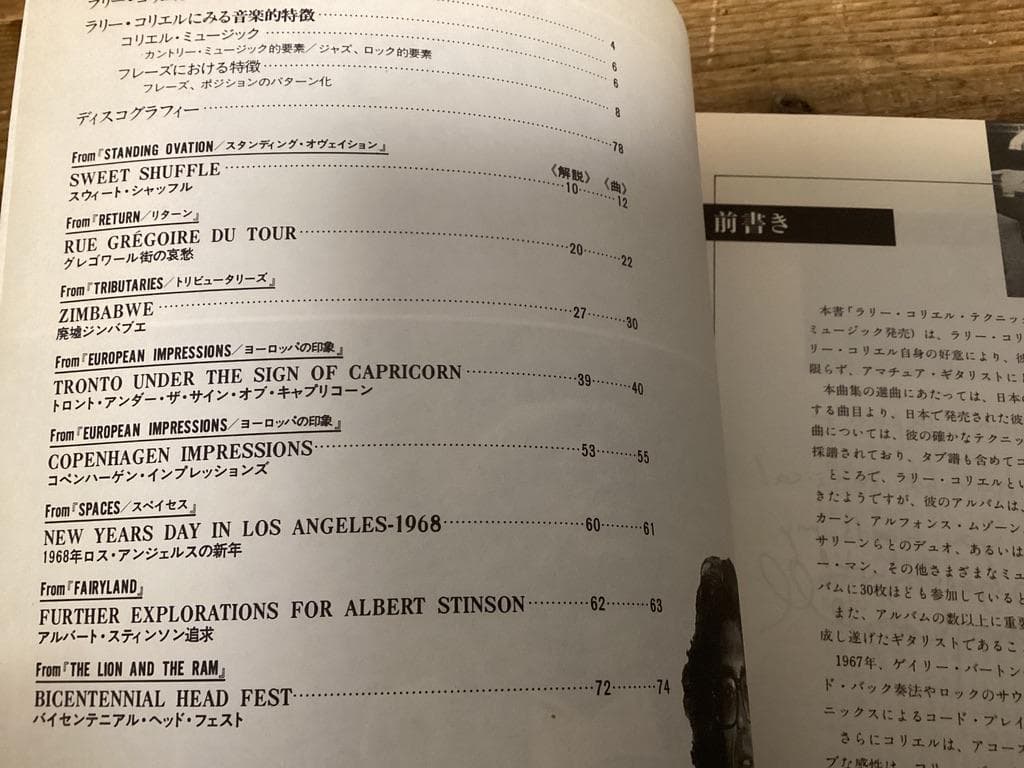 ラリー・コリエル
ラリー・コリエルにみる音楽的特徴 4
コリエル・ミュージック 6
カントリー・ミュージック的要素／ジャズ、ロック的要素
フレーズにおける特徴 6
フレーズ、ポジションのパターン化
8
ディスコグラフィー 78
From『STANDING OVATION／スタンディング・オヴェイション』
《解説》 《曲》
SWEET SHUFFLE 10 12
スウィート・シャッフル
From『RETURN／リターン』
RUE GRÉGOIRE DU TOUR 20 22
グレゴワール街の哀愁
From『TRIBUTARIES／トリビュータリーズ』
ZIMBABWE 27 30
廃墟ジンバブエ
From『EUROPEAN IMPRESSIONS／ヨーロッパの印象』
TRONTO UNDER THE SIGN OF CAPRICORN 39 40
トロント・アンダー・ザ・サイン・オブ・キャプリコーン
From『EUROPEAN IMPRESSIONS／ヨーロッパの印象』
COPENHAGEN IMPRESSIONS 53 55
コペンハーゲン・インプレッションズ
From『SPACES／スペイセス』
NEW YEARS DAY IN LOS ANGELES-1968 60 61
1968年ロス・アンジェルスの新年
From『FAIRYLAND』
FURTHER EXPLORATIONS FOR ALBERT STINSON 62 63
アルバート・スティンソン追求
From『THE LION AND THE RAM』
BICENTENNIAL HEAD FEST 72 74
バイセンテニアル・ヘッド・フェスト
前書き
本書「ラリー・コリエル・テクニッ
ミュージック発売）は、ラリー・コリ
リー・コリエル自身の好意により、彼
限らず、アマチュア・ギタリストに
本曲集の選曲にあたっては、日本の
する曲目より、日本で発売された彼
曲については、彼の確かなテクニッ
採譜されており、タブ譜も含めてコ
ところで、ラリー・コリエルとい
きたようですが、彼のアルバムは、
カーン、アルフォンス・ムゾーン
サリーンらとのデュオ、あるいは
ー・マン、その他さまざまなミュ
バムに30枚ほども参加していると
また、アルバムの数以上に重要
成し遂げたギタリストであるこ
1967年、ゲイリー・バートン
ド・バック奏法やロックのサウ
ニックスによるコード・プレイ
さらにコリエルは、アコーア
ブな感性は、コリ